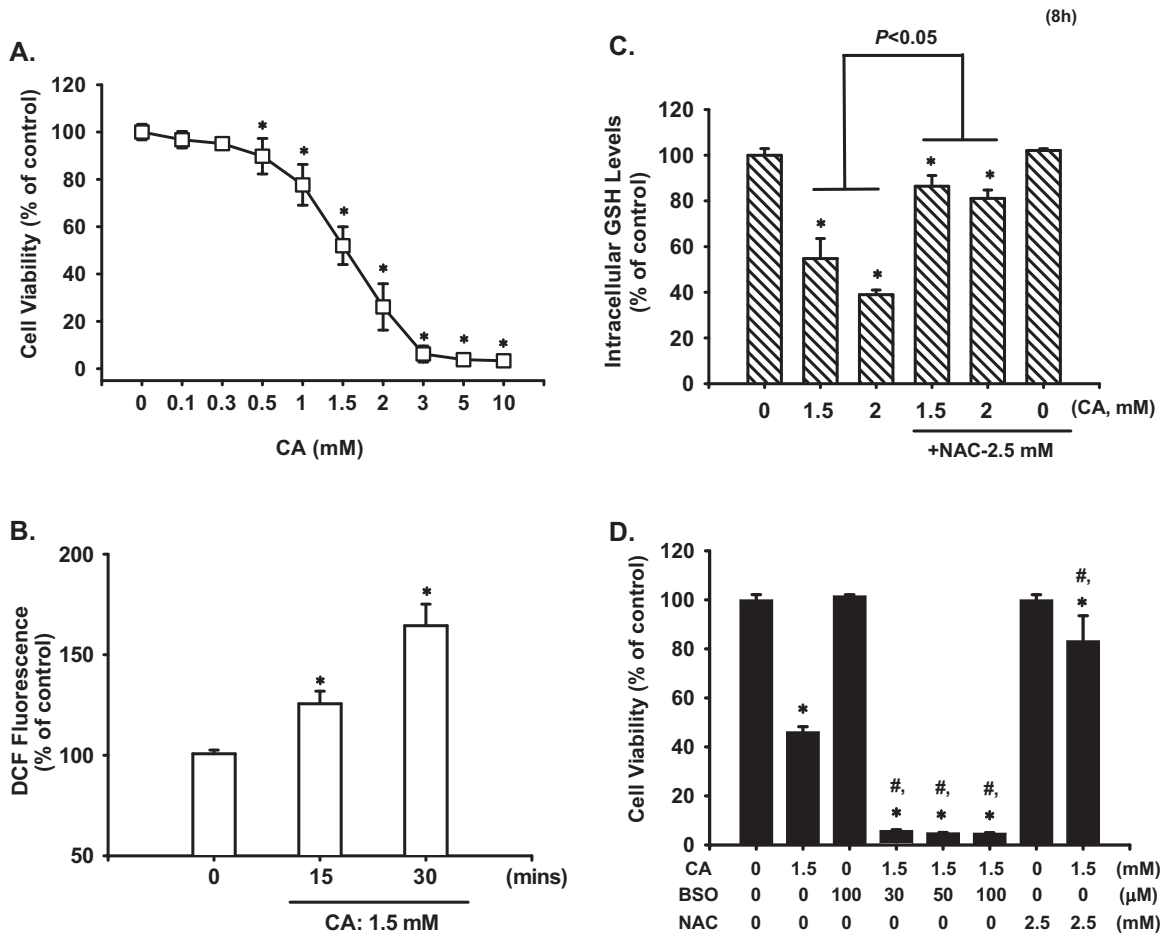 A.
Cell Viability (% of control)
120
100
80
60
40
20
0
* * * * * * *
0 0.1 0.3 0.5 1 1.5 2 3 5 10
CA (mM)
B.
DCF Fluorescence
(% of control)
200
150
100
50
* *
0 15 30 (mins)
CA: 1.5 mM
C.
(8h)
P<0.05
Intracellular GSH Levels
(% of control)
120
100
80
60
40
20
0
* * * *
0 1.5 2 1.5 2 0 (CA, mM)
+NAC-2.5 mM
D.
Cell Viability (% of control)
120
100
80
60
40
20
0
* #, * #, * #, * #, *
CA 0 1.5 0 1.5 1.5 1.5 0 1.5 (mM)
BSO 0 0 100 30 50 100 0 0 (μM)
NAC 0 0 0 0 0 0 2.5 2.5 (mM)